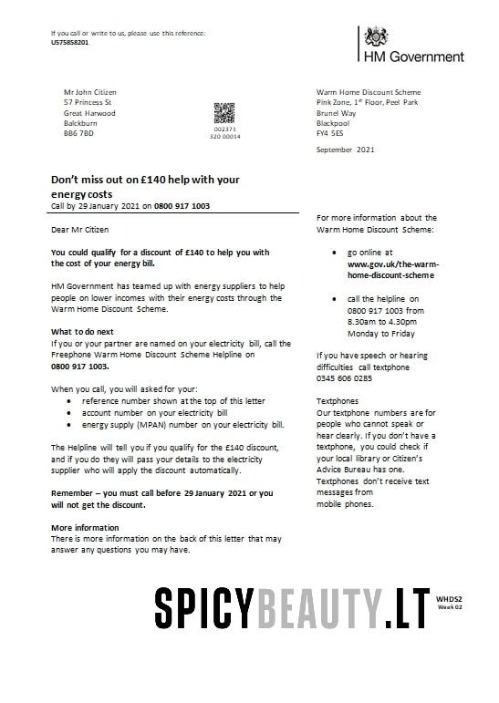 If you call or write to us, please use this reference:
US75858201
HM Government
Mr John Citizen
57 Princess St
Great Harwood
Balckburn
BB6 7BD
002371
320 00014
Warm Home Discount Scheme
Pink Zone, 1st Floor, Peel Park
Brunel Way
Blackpool
FY4 5ES
September 2021
Don't miss out on £140 help with your
energy costs
Call by 29 January 2021 on 0800 917 1003
Dear Mr Citizen
You could qualify for a discount of £140 to help you with
the cost of your energy bill.
HM Government has teamed up with energy suppliers to help
people on lower incomes with their energy costs through the
Warm Home Discount Scheme.
What to do next
If you or your partner are named on your electricity bill, call the
Freephone Warm Home Discount Scheme Helpline on
0800 917 1003.
When you call, you will asked for your:
• reference number shown at the top of this letter
• account number on your electricity bill
• energy supply (MPAN) number on your electricity bill.
The Helpline will tell you if you qualify for the £140 discount,
and if you do they will pass your details to the electricity
supplier who will apply the discount automatically.
Remember – you must call before 29 January 2021 or you
will not get the discount.
More information
There is more information on the back of this letter that may
answer any questions you may have.
For more information about the
Warm Home Discount Scheme:
• go online at
www.gov.uk/the-warm-
home-discount-scheme
• call the helpline on
0800 917 1003 from
8.30am to 4.30pm
Monday to Friday
If you have speech or hearing
difficulties call textphone
0345 606 0285
Textphones
Our textphone numbers are for
people who cannot speak or
hear clearly. If you don't have a
textphone, you could check if
your local library or Citizen's
Advice Bureau has one.
Textphones don't receive text
messages from
mobile phones.
SPICYBEAUTY.LT
WHDS2
Week 02